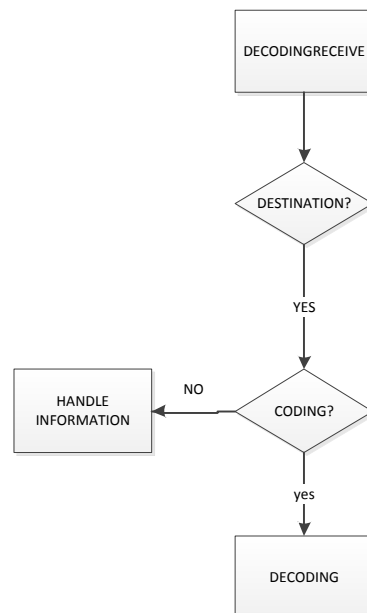 DECODINGRECEIVE
DESTINATION?
YES
NO
CODING?
HANDLE
INFORMATION
yes
DECODING